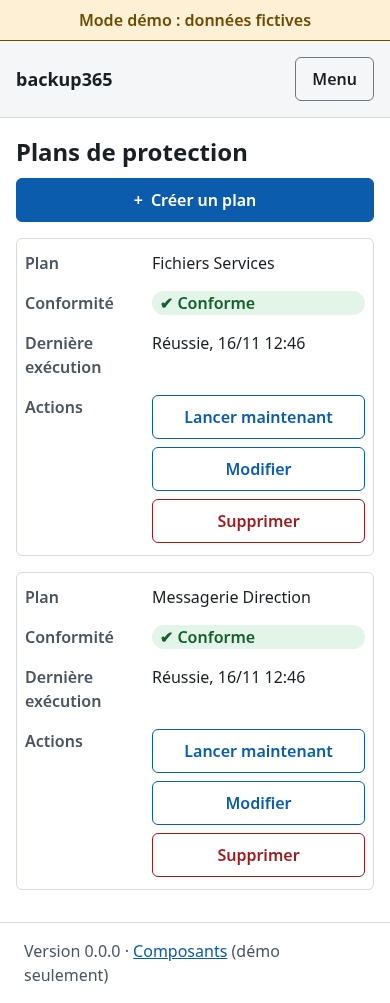 Mode démo : données fictives
backup365
Menu
Plans de protection
+ Créer un plan
Plan
Fichiers Services
Conformité
✔ Conforme
Dernière
exécution
Réussie, 16/11 12:46
Actions
Lancer maintenant
Modifier
Supprimer
Plan
Messagerie Direction
Conformité
✔ Conforme
Dernière
exécution
Réussie, 16/11 12:46
Actions
Lancer maintenant
Modifier
Supprimer
Version 0.0.0 · Composants (démo
seulement)